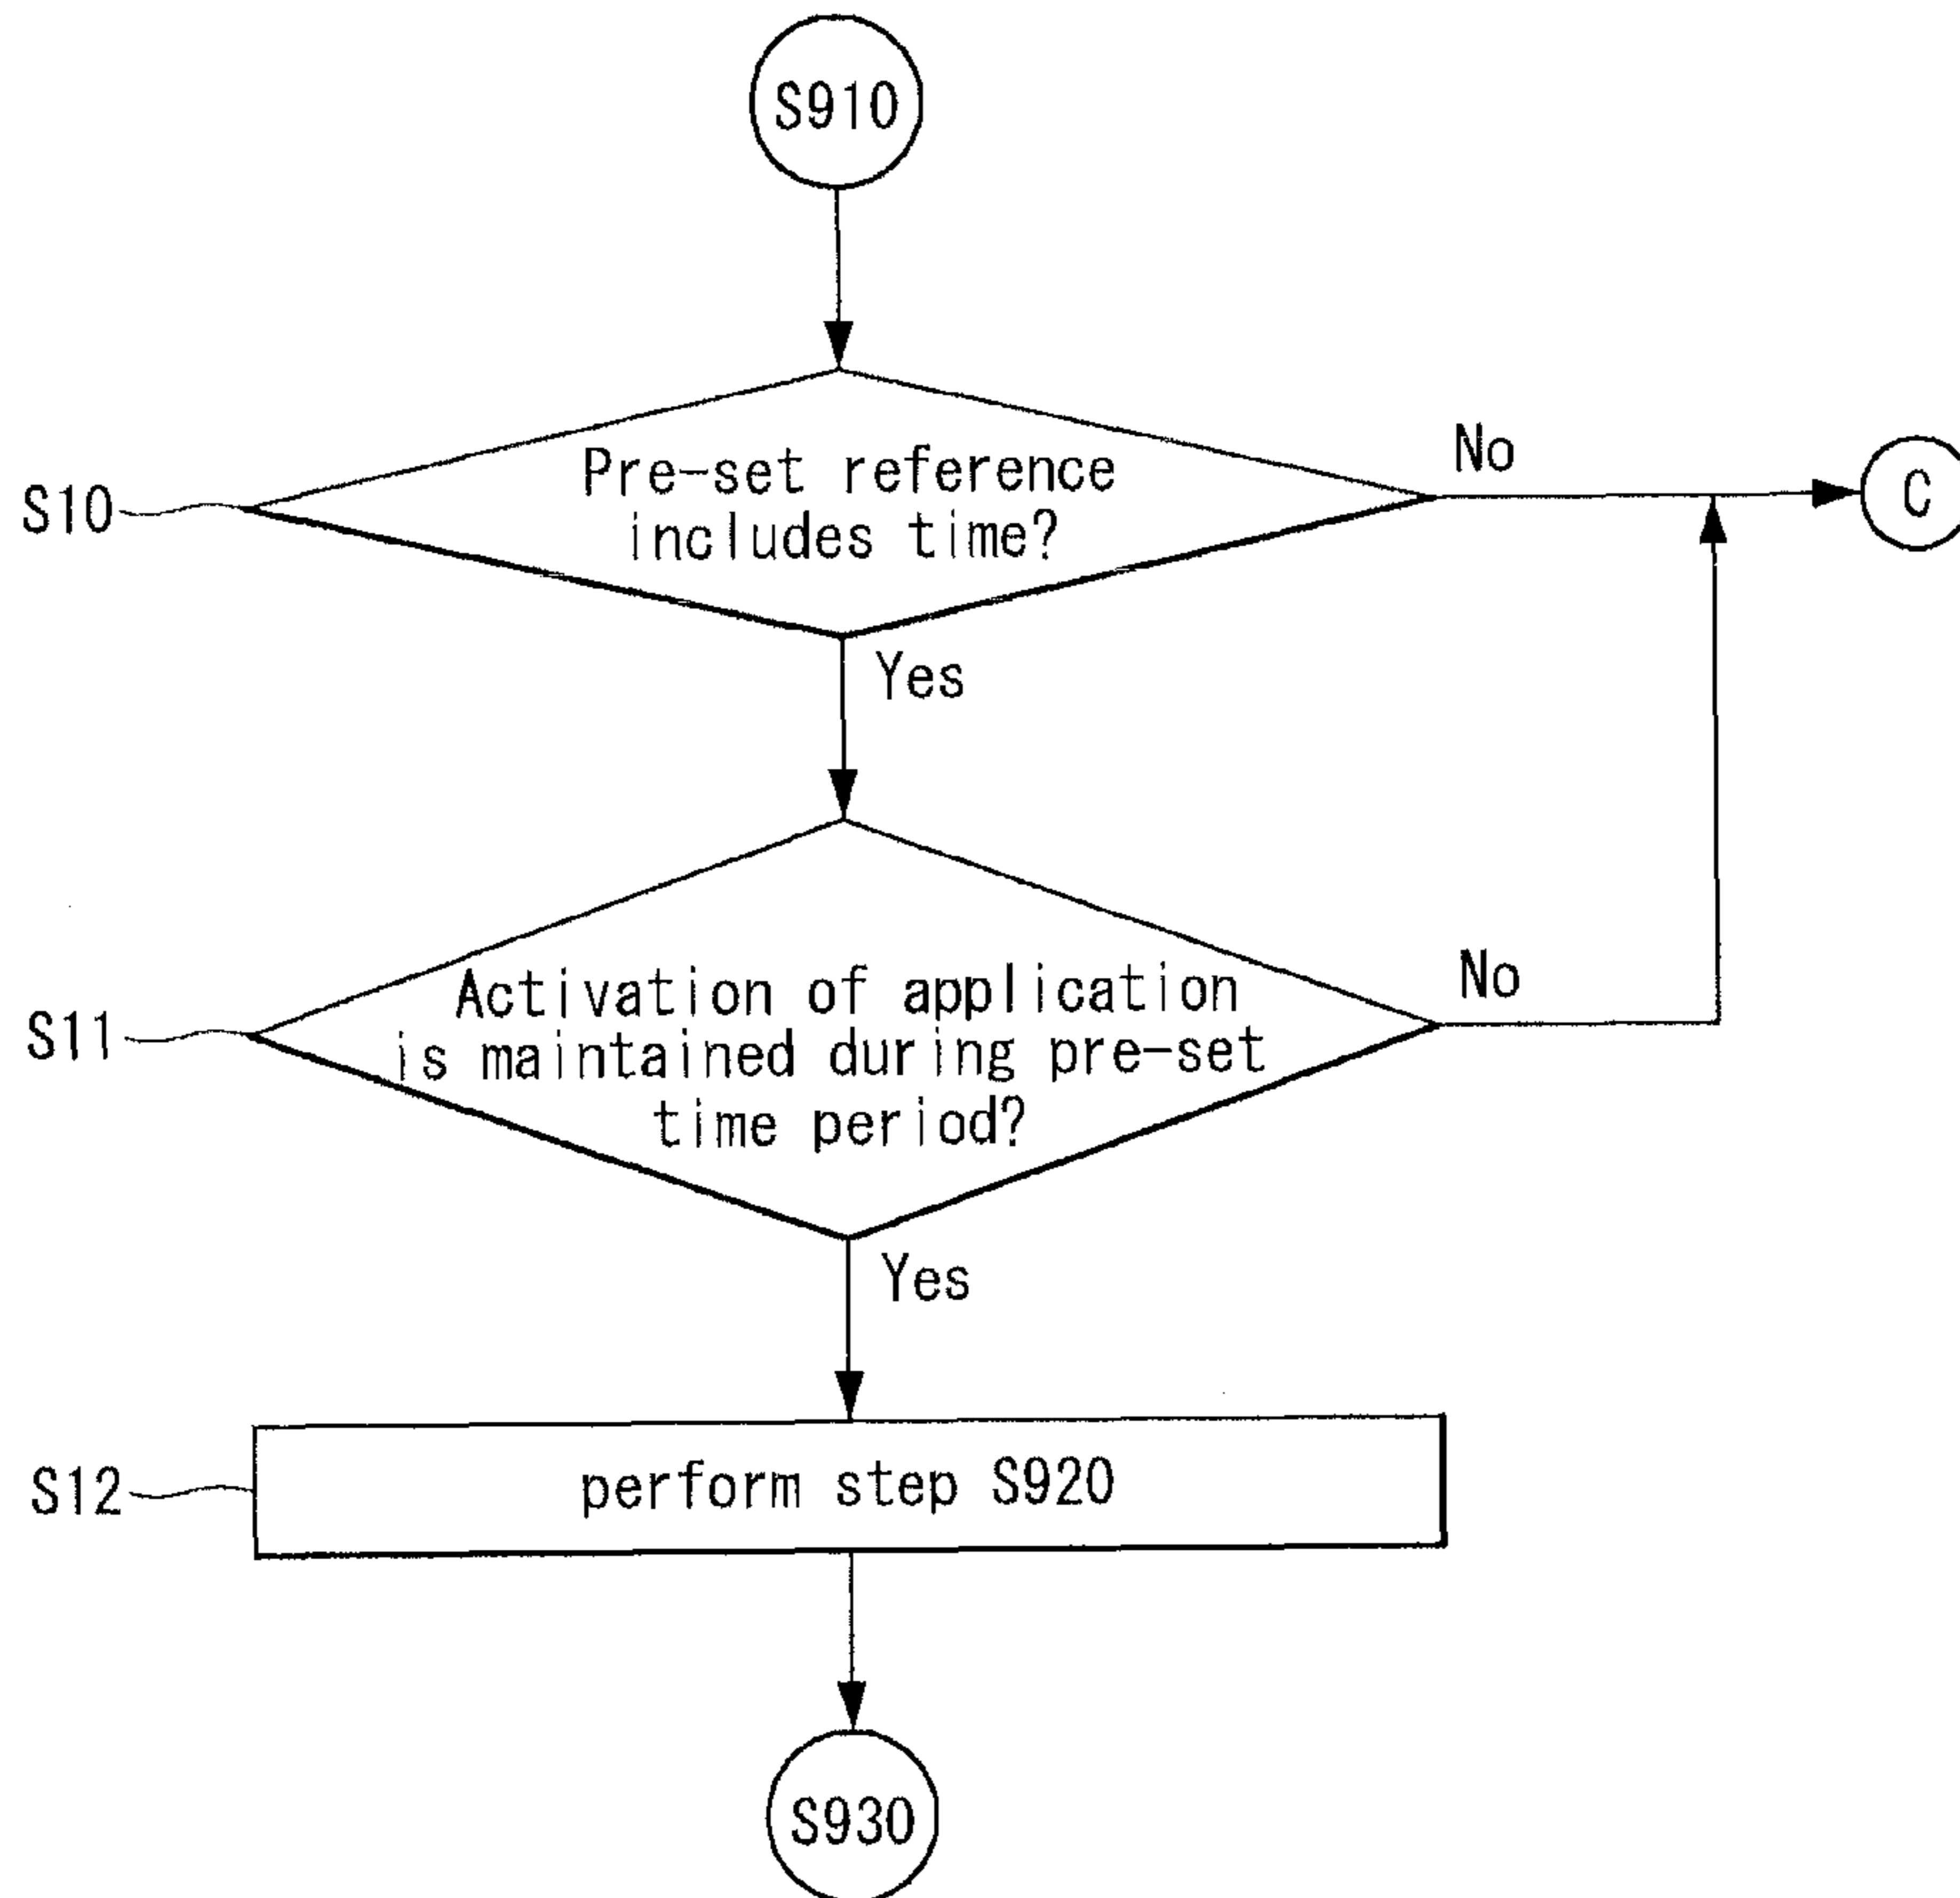 S910
S10
Pre-set reference
includes time?
No
C
Yes
S11
Activation of application
is maintained during pre-set
time period?
No
Yes
S12
perform step S920
S930